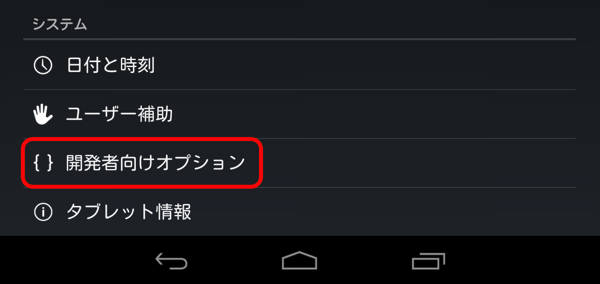 システム
日付と時刻
ユーザー補助
{ } 開発者向けオプション
タブレット情報